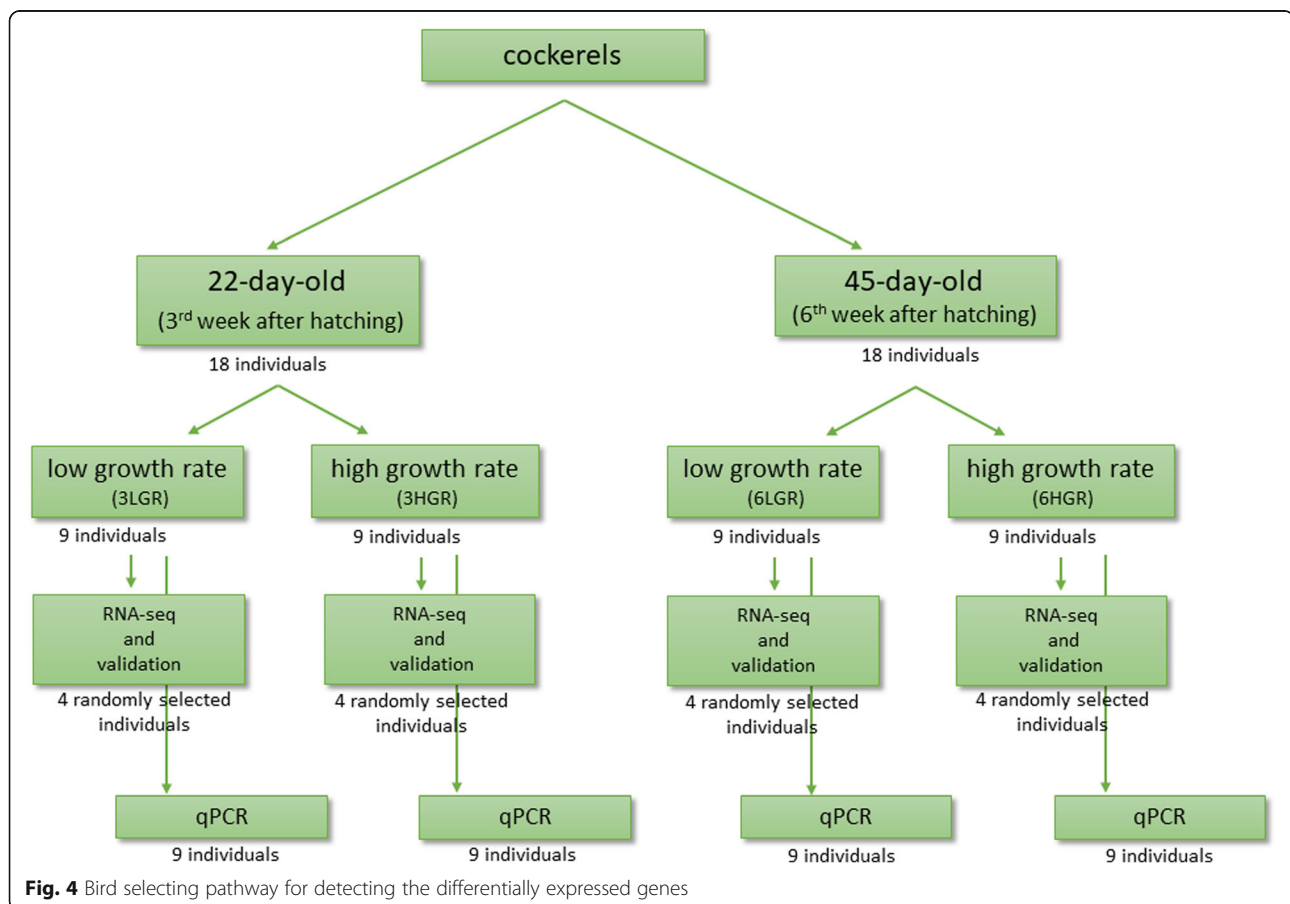 cockerels
22-day-old
(3rd week after hatching)
18 individuals
45-day-old
(6th week after hatching)
18 individuals
low growth rate
(3LGR)
9 individuals
high growth rate
(3HGR)
9 individuals
low growth rate
(6LGR)
9 individuals
high growth rate
(6HGR)
9 individuals
RNA-seq
and
validation
4 randomly selected
individuals
RNA-seq
and
validation
4 randomly selected
individuals
RNA-seq
and
validation
4 randomly selected
individuals
RNA-seq
and
validation
4 randomly selected
individuals
qPCR
9 individuals
qPCR
9 individuals
qPCR
9 individuals
qPCR
9 individuals
Fig. 4 Bird selecting pathway for detecting the differentially expressed genes